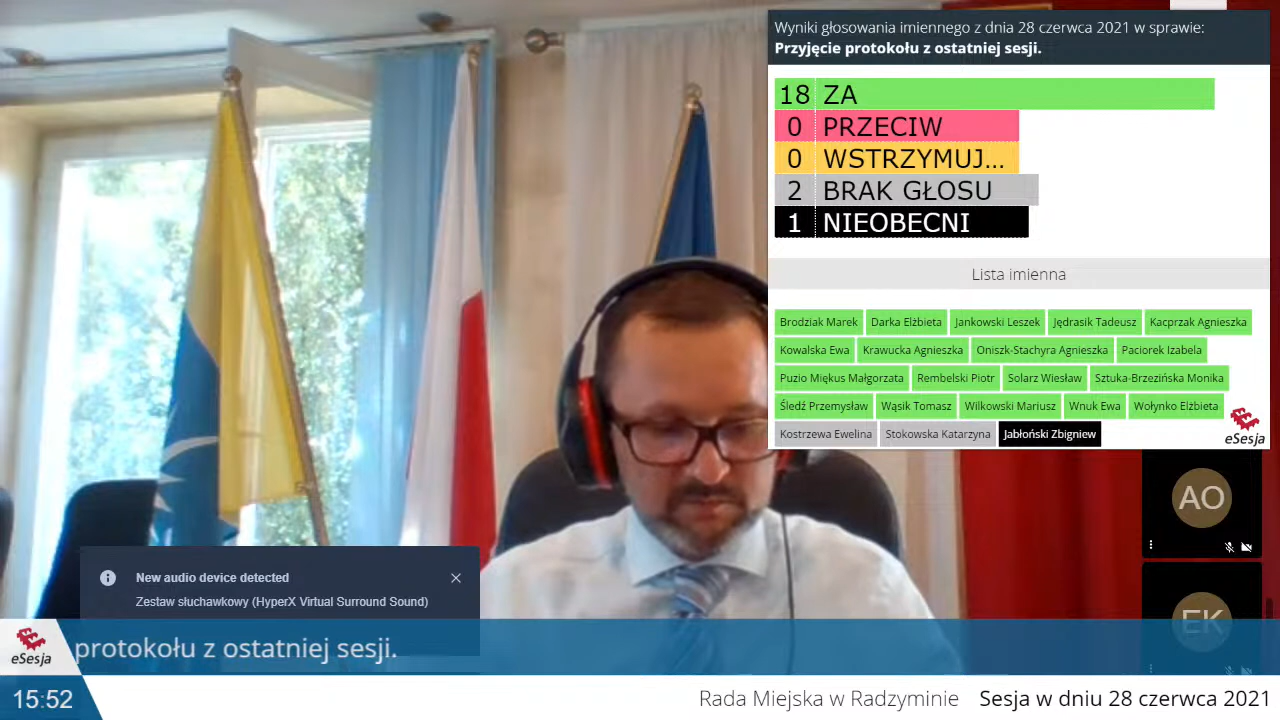 Wyniki głosowania imiennego z dnia 28 czerwca 2021 w sprawie:
Przyjęcie protokołu z ostatniej sesji.
18 ZA
0 PRZECIW
0 WSTRZYMUJ...
2 BRAK GŁOSU
1 NIEOBECNI
Lista imienna
Brodziak Marek Darka Elżbieta Jankowski Leszek Jędrasik Tadeusz Kacprzak Agnieszka
Kowalska Ewa Krawucka Agnieszka Oniszk-Stachyra Agnieszka Paciorek Izabela
Puzio Miękus Małgorzata Rembelski Piotr Solarz Wiesław Sztuka-Brzezińska Monika
Śledź Przemysław Wąsik Tomasz Wilkowski Mariusz Wnuk Ewa Wołynko Elżbieta
Kostrzewa Ewelina Stokowska Katarzyna Jabłoński Zbigniew
eSesja
AO
New audio device detected
Zestaw słuchawkowy (HyperX Virtual Surround Sound)
EK
eSesja
protokołu z ostatniej sesji.
15:52
Rada Miejska w Radzyminie Sesja w dniu 28 czerwca 2021